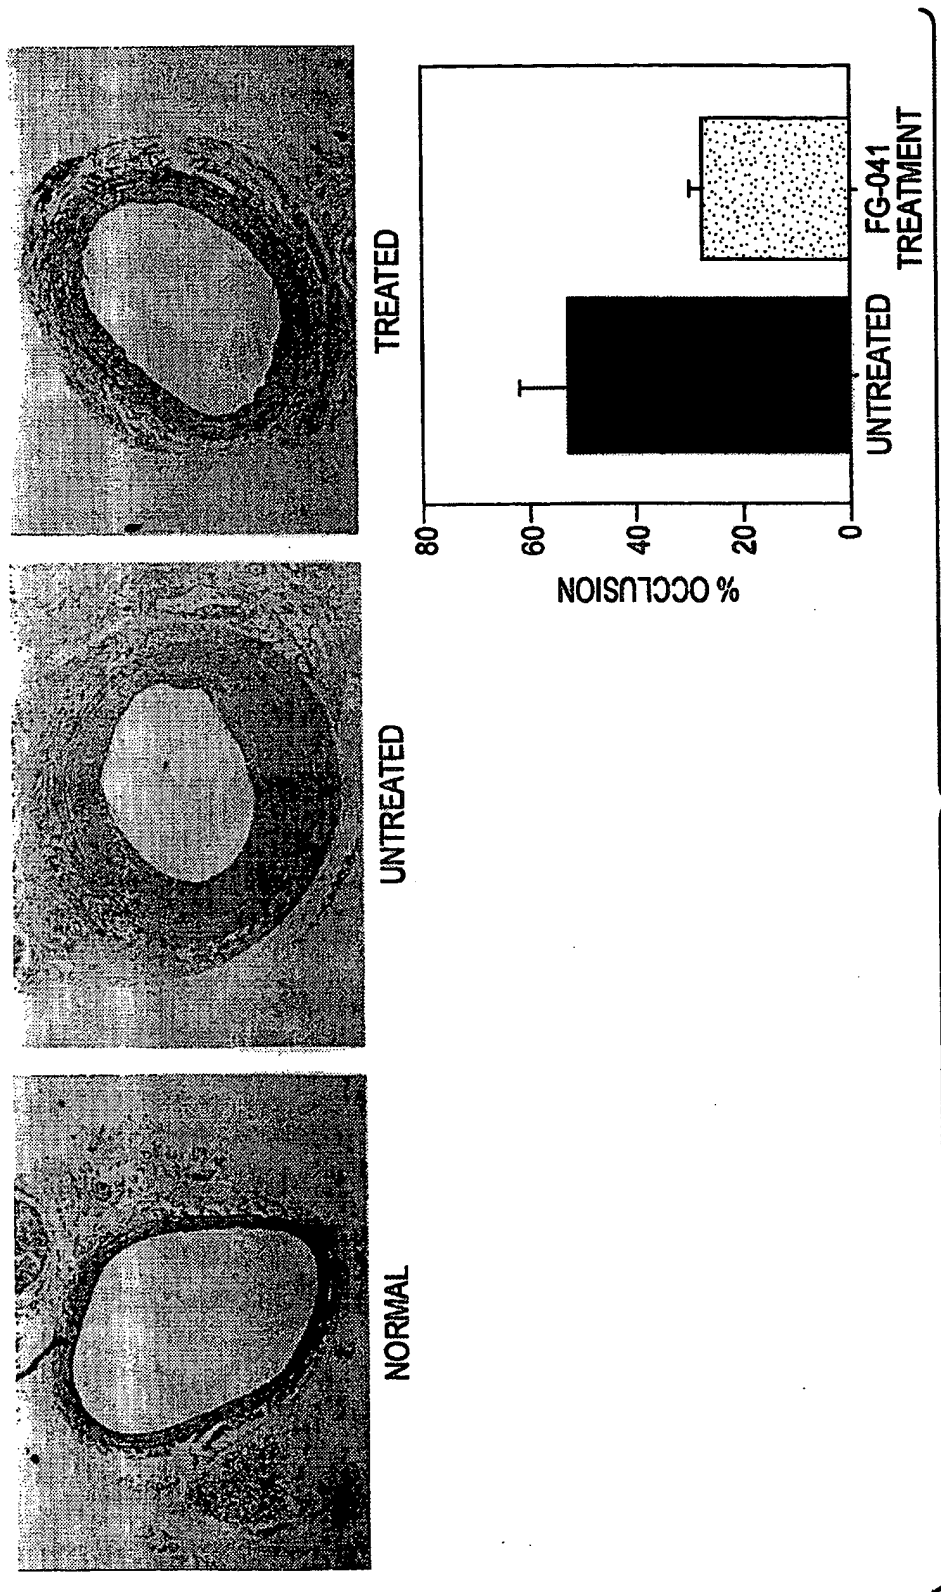 NORMAL
UNTREATED
TREATED
% OCCLUSION
80
60
40
20
0
UNTREATED
FG-041
TREATMENT